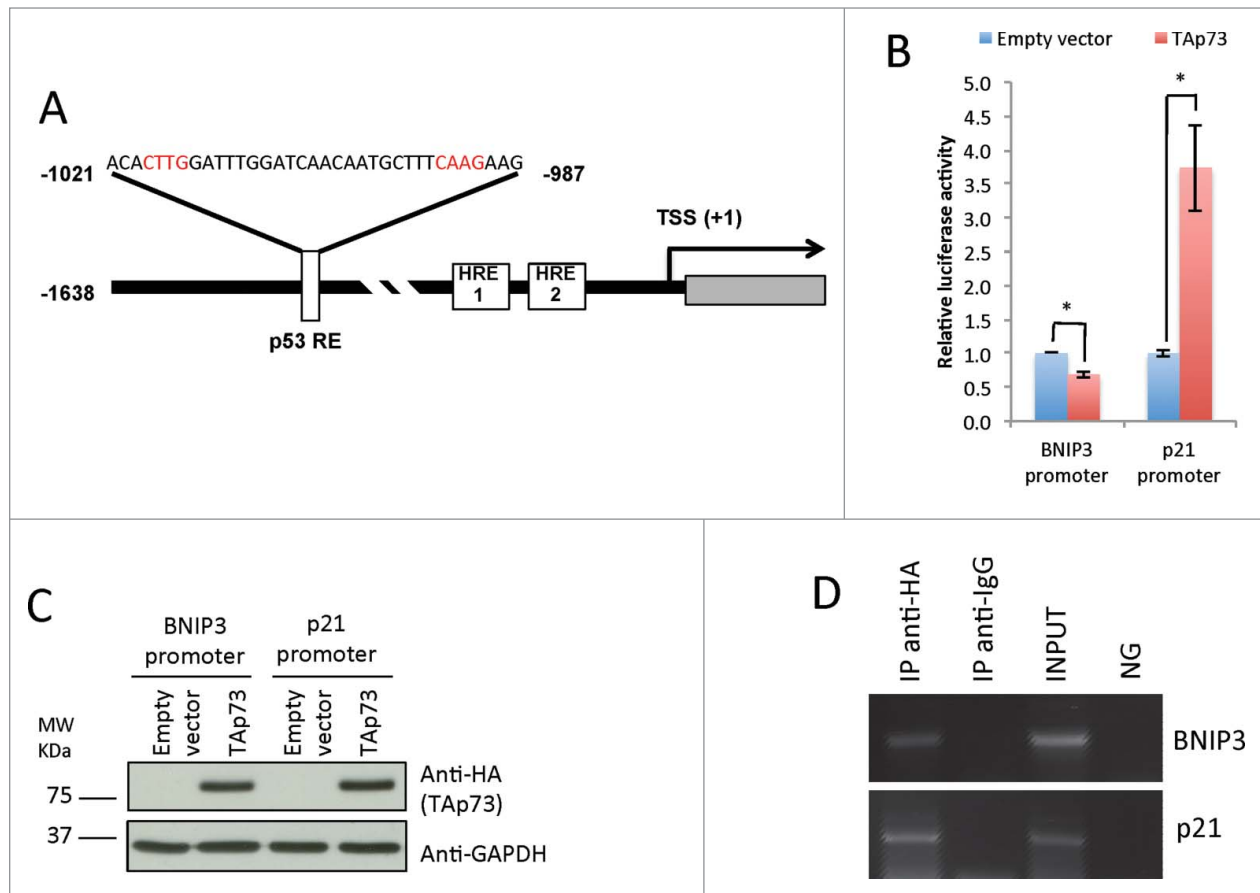 A
ACACTTGGATTTGGATCAACAATGCTTTCAAGAAG
-1021
-987
TSS (+1)
-1638
HRE
1
HRE
2
p53 RE
B
Empty vector
TAp73
Relative luciferase activity
5.0
4.5
4.0
3.5
3.0
2.5
2.0
1.5
1.0
0.5
0.0
*
*
BNIP3
promoter
p21
promoter
C
BNIP3
promoter
p21
promoter
MW
KDa
Empty
vector
TAp73
Empty
vector
TAp73
75
Anti-HA
(TAp73)
37
Anti-GAPDH
D
IP anti-HA
IP anti-IgG
INPUT
NG
BNIP3
p21